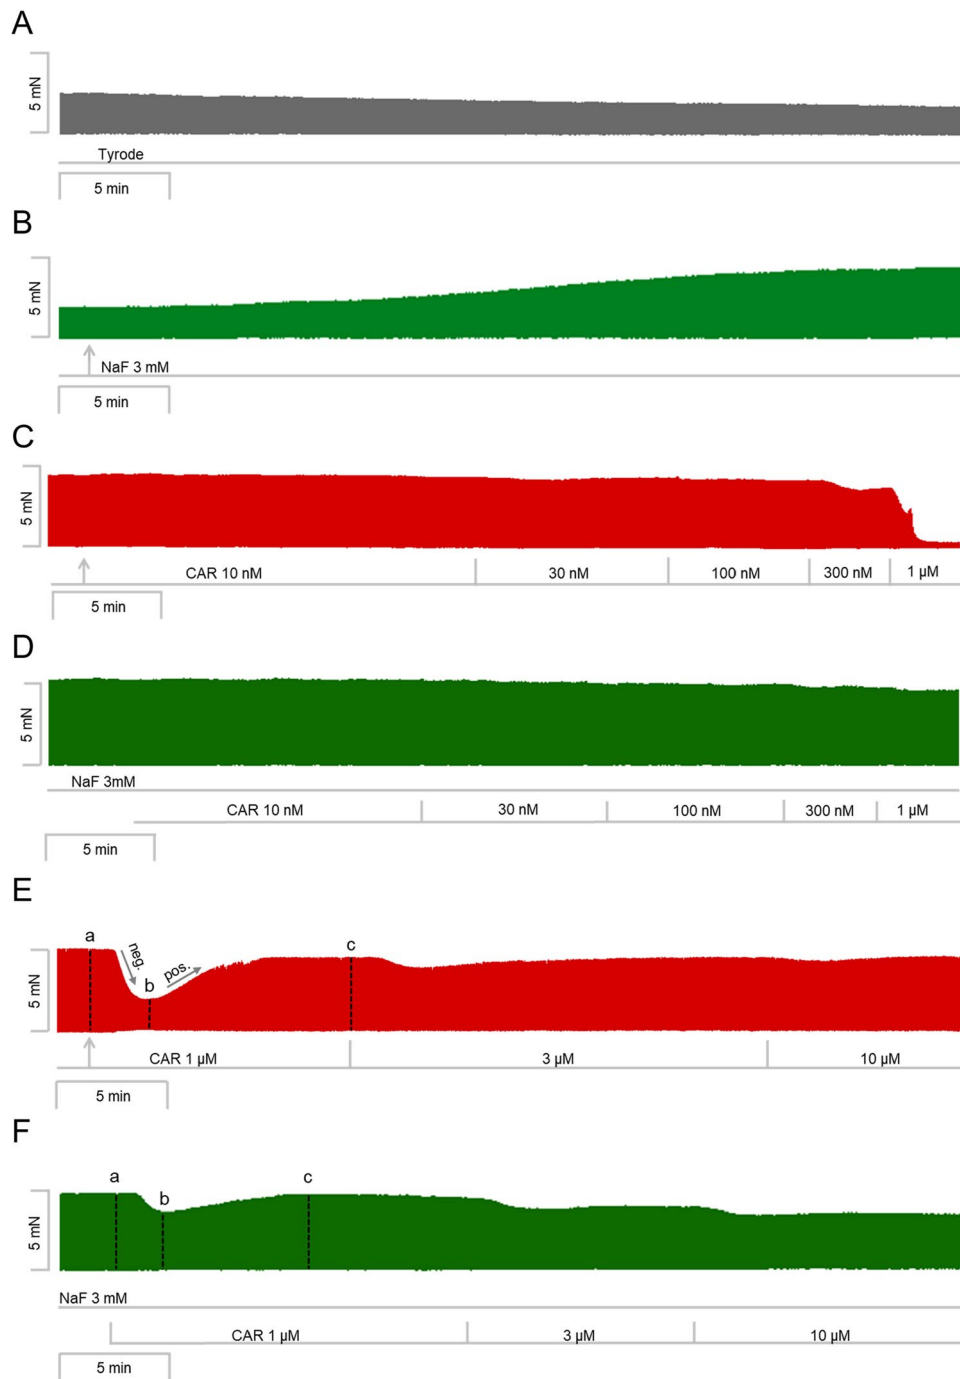 A
5 mN
Tyrode
5 min
B
5 mN
NaF 3 mM
5 min
C
5 mN
CAR 10 nM 30 nM 100 nM 300 nM 1 µM
5 min
D
5 mN
NaF 3mM
CAR 10 nM 30 nM 100 nM 300 nM 1 µM
5 min
E
a neg. b pos. c
5 mN
CAR 1 µM 3 µM 10 µM
5 min
F
a b c
5 mN
NaF 3 mM
CAR 1 µM 3 µM 10 µM
5 min